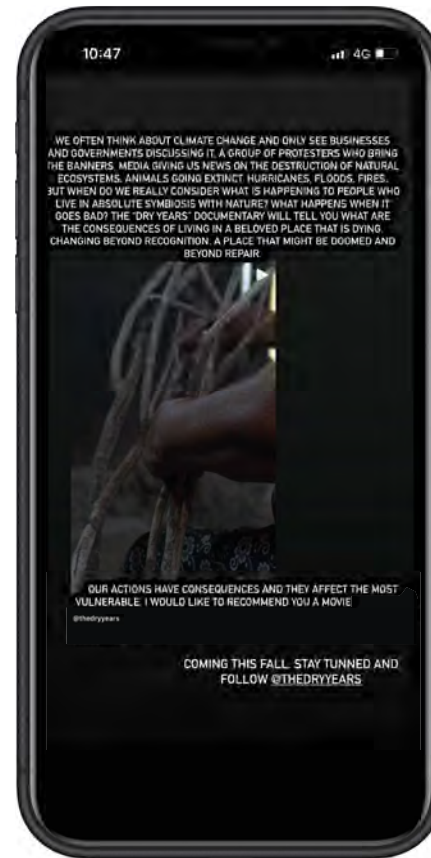 10:47
4G
WE OFTEN THINK ABOUT CLIMATE CHANGE AND ONLY SEE BUSINESSES
AND GOVERNMENTS DISCUSSING IT, A GROUP OF PROTESTERS WHO BRING
THE BANNERS. MEDIA GIVING US NEWS ON THE DESTRUCTION OF NATURAL
ECOSYSTEMS. ANIMALS GOING EXTINCT. HURRICANES, FLOODS, FIRES.
BUT WHEN DO WE REALLY CONSIDER WHAT IS HAPPENING TO PEOPLE WHO
LIVE IN ABSOLUTE SYMBIOSIS WITH NATURE? WHAT HAPPENS WHEN IT
GOES BAD? THE "DRY YEARS" DOCUMENTARY WILL TELL YOU WHAT ARE
THE CONSEQUENCES OF LIVING IN A BELOVED PLACE THAT IS DYING.
CHANGING BEYOND RECOGNITION. A PLACE THAT MIGHT BE DOOMED AND
BEYOND REPAIR
OUR ACTIONS HAVE CONSEQUENCES AND THEY AFFECT THE MOST
VULNERABLE. I WOULD LIKE TO RECOMMEND YOU A MOVIE
@thedryyears
COMING THIS FALL. STAY TUNNED AND
FOLLOW @THEDRYYEARS